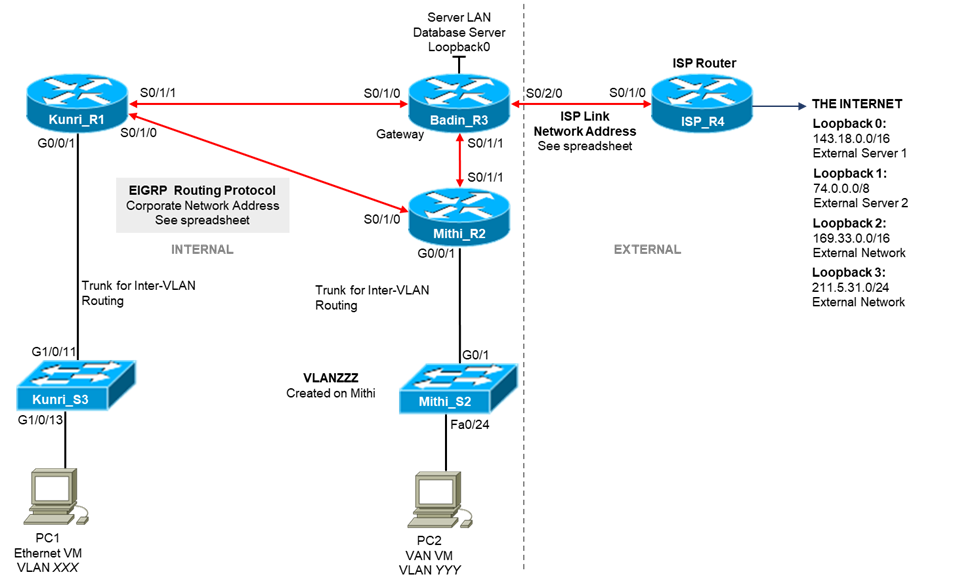 Server LAN
Database Server
Loopback0
ISP Router
S0/1/1
S0/1/0
S0/2/0
S0/1/0
Kunri_R1
Badin_R3
ISP_R4
THE INTERNET
Loopback 0:
143.18.0.0/16
External Server 1
Loopback 1:
74.0.0.0/8
External Server 2
Loopback 2:
169.33.0.0/16
External Network
Loopback 3:
211.5.31.0/24
External Network
ISP Link
Network Address
See spreadsheet
S0/1/0
G0/0/1
Gateway
S0/1/1
EIGRP Routing Protocol
Corporate Network Address
See spreadsheet
S0/1/1
S0/1/0
Mithi_R2
G0/0/1
INTERNAL
EXTERNAL
Trunk for Inter-VLAN
Routing
Trunk for Inter-VLAN
Routing
G1/0/11
G0/1
Kunri_S3
VLANZZZ
Created on Mithi
Mithi_S2
G1/0/13
Fa0/24
PC1
Ethernet VM
VLAN XXX
PC2
VAN VM
VLAN YYY